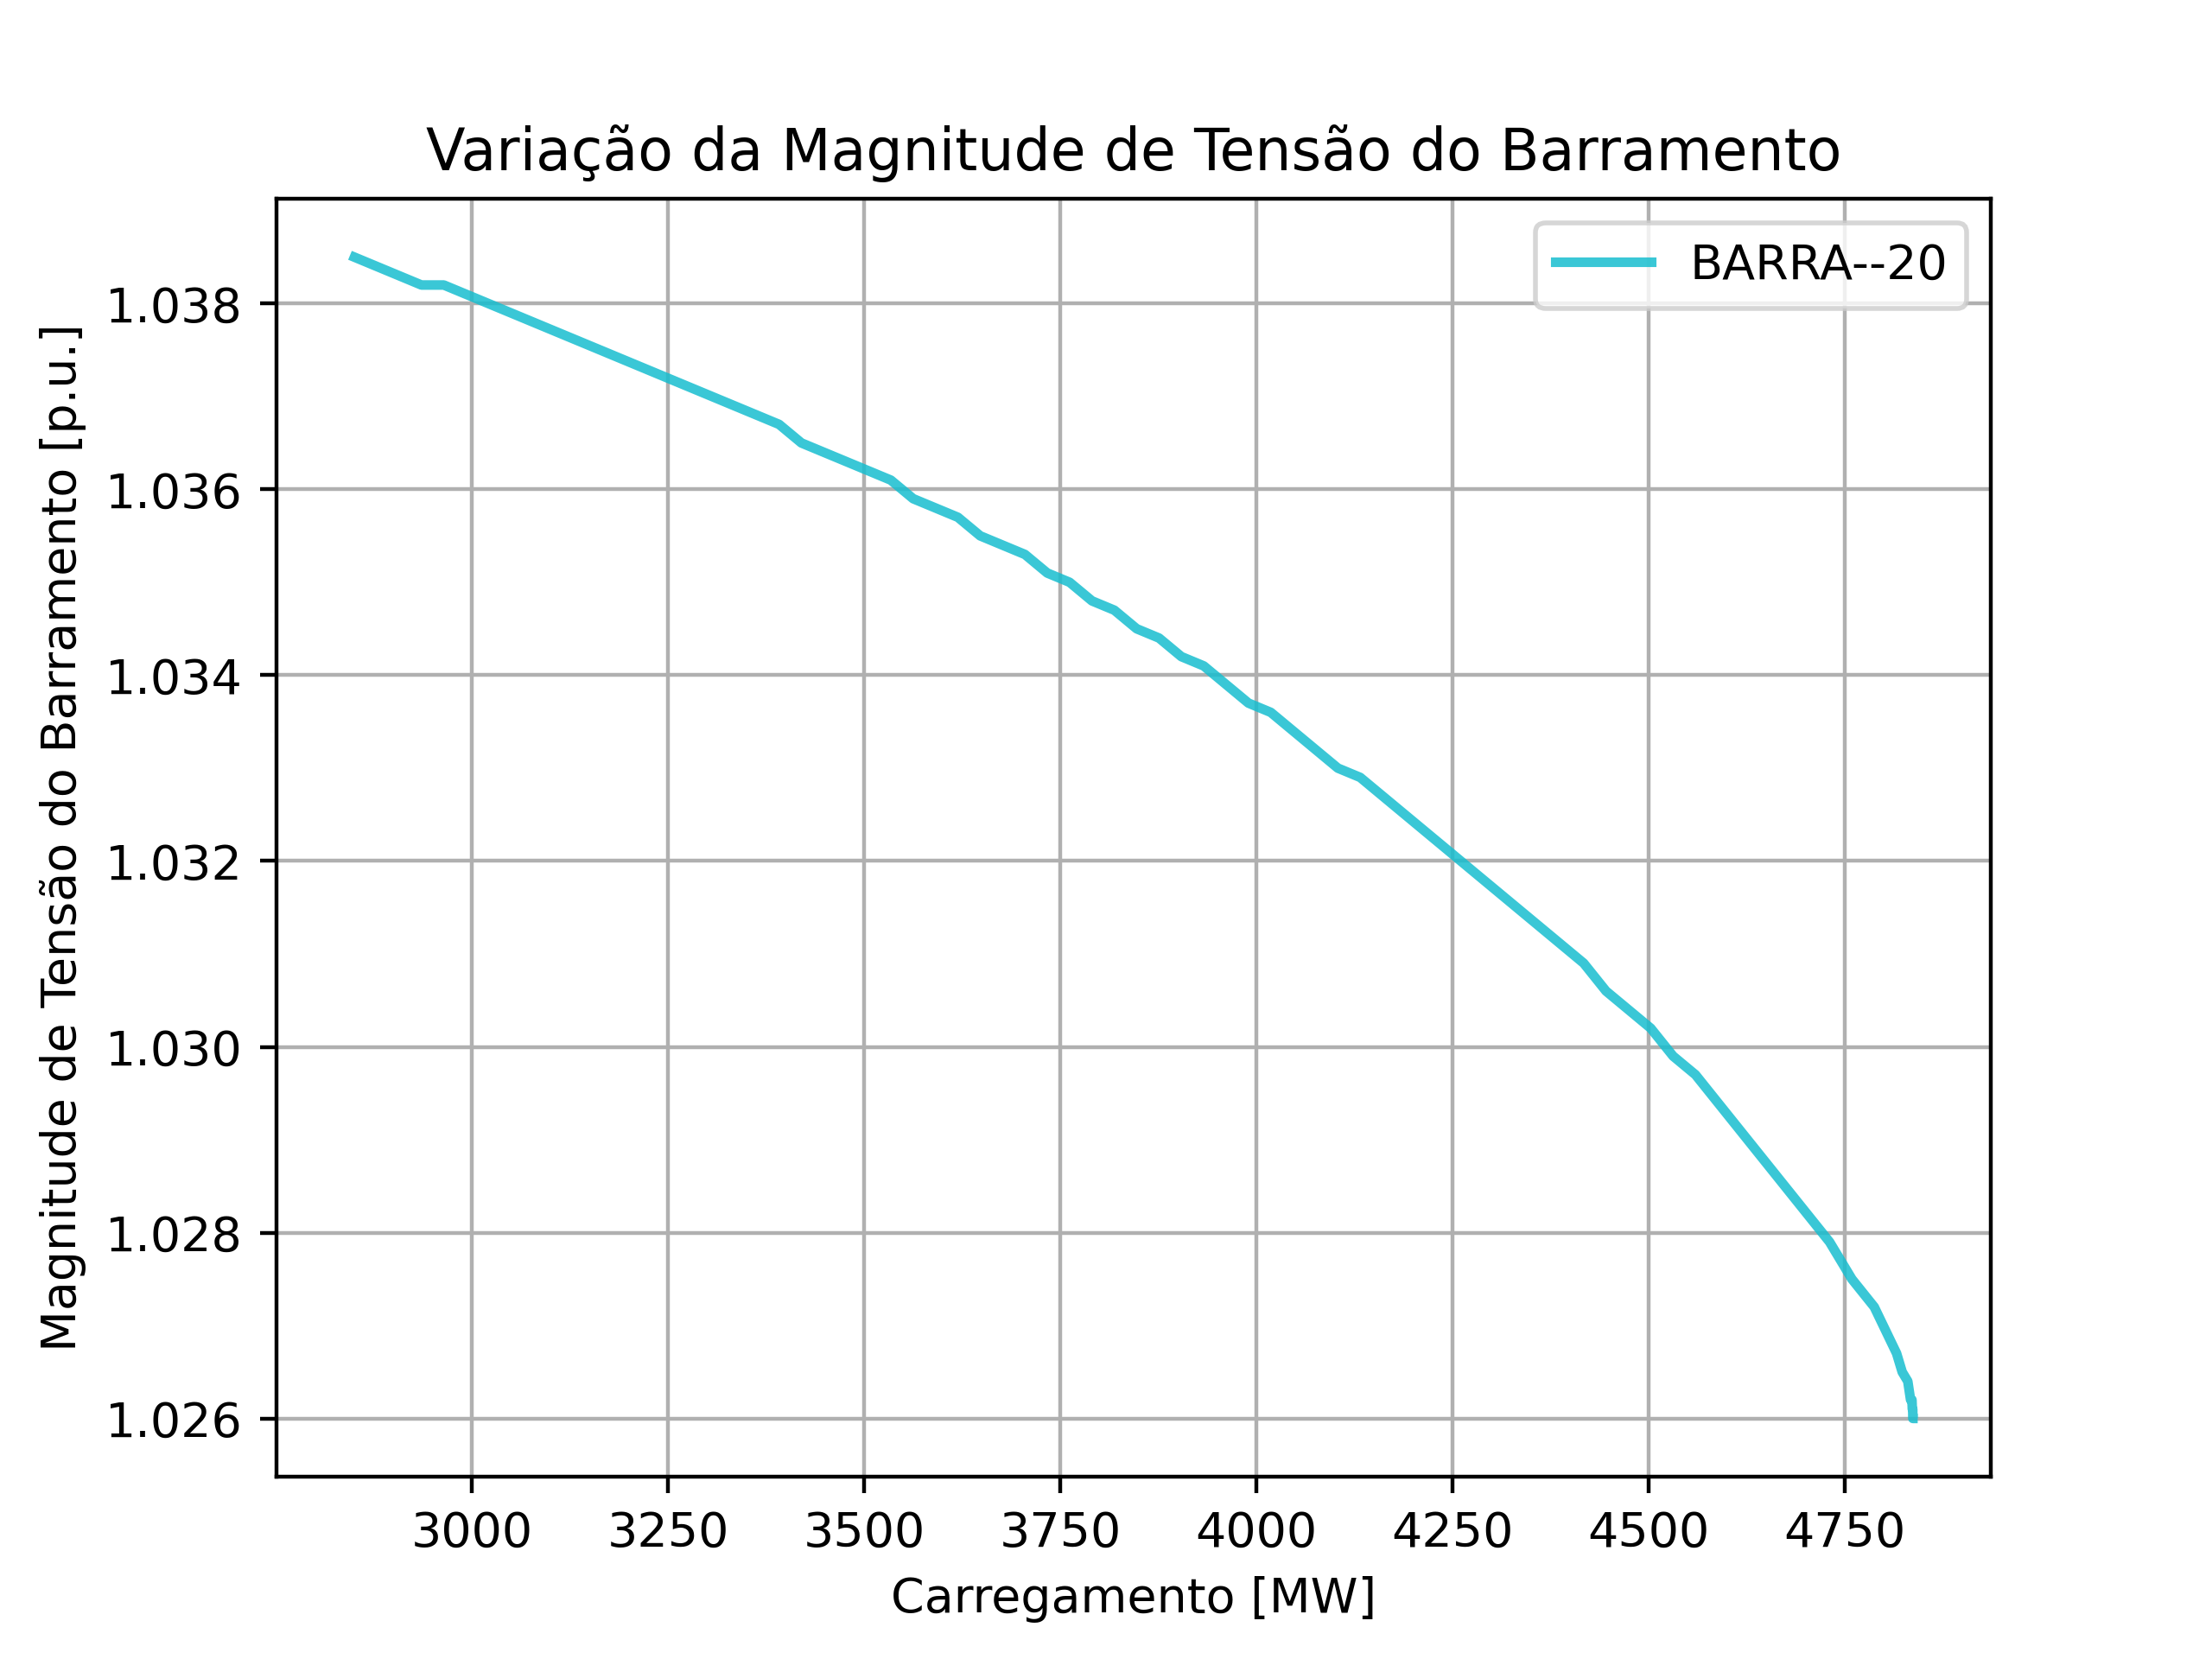 Variação da Magnitude de Tensão do Barramento
BARRA--20
Magnitude de Tensão do Barramento [p.u.]
1.038
1.036
1.034
1.032
1.030
1.028
1.026
3000 3250 3500 3750 4000 4250 4500 4750
Carregamento [MW]